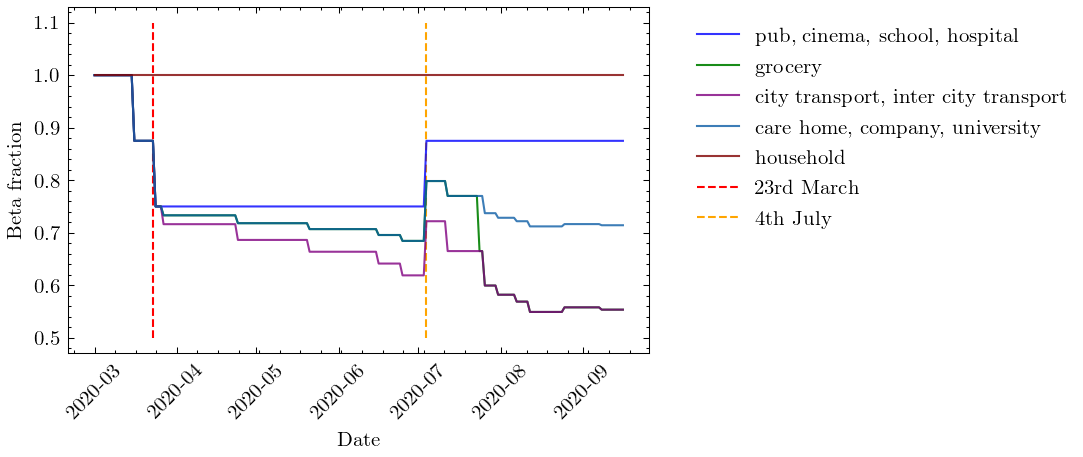 1.1
1.0
0.9
0.8
0.7
0.6
0.5
Beta fraction
2020-03
2020-04
2020-05
2020-06
2020-07
2020-08
2020-09
Date
pub, cinema, school, hospital
grocery
city transport, inter city transport
care home, company, university
household
23rd March
4th July